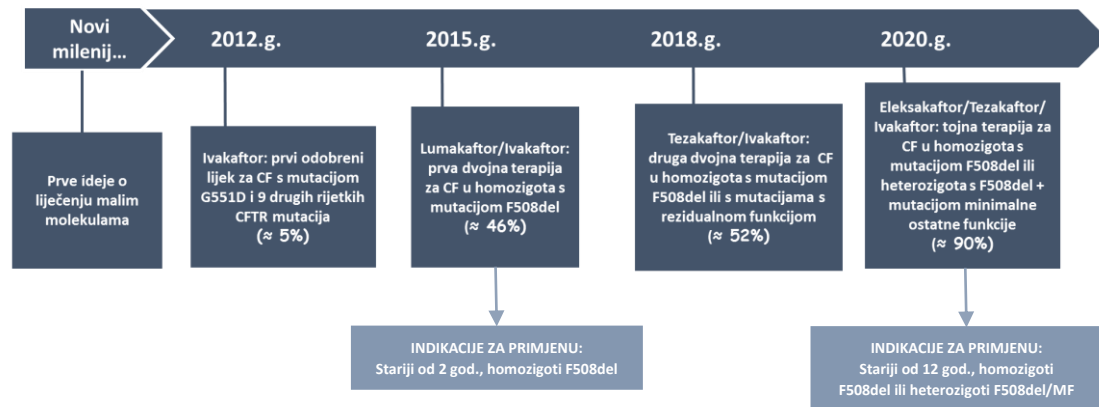 Novi
milenij...
2012.g.
2015.g.
2018.g.
2020.g.
Prve ideje o
liječenju malim
molekulama
Ivakaftor: prvi odobreni
lijek za CF s mutacijom
G551D i 9 drugih rijetkih
CFTR mutacija
(≈ 5%)
Lumakaftor/Ivakaftor:
prva dvojna terapija
za CF u homozigota s
mutacijom F508del
(≈ 46%)
Tezakaftor/Ivakaftor:
druga dvojna terapija za CF
u homozigota s mutacijom
F508del ili s mutacijama s
rezidualnom funkcijom
(≈ 52%)
Eleksakaftor/Tezakaftor/
Ivakaftor: tojna terapija za
CF u homozigota s
mutacijom F508del ili
heterozigota s F508del +
mutacijom minimalne
ostatne funkcije
(≈ 90%)
INDIKACIJE ZA PRIMJENU:
Stariji od 2 god., homozigoti F508del
INDIKACIJE ZA PRIMJENU:
Stariji od 12 god., homozigoti
F508del ili heterozigoti F508del/MF